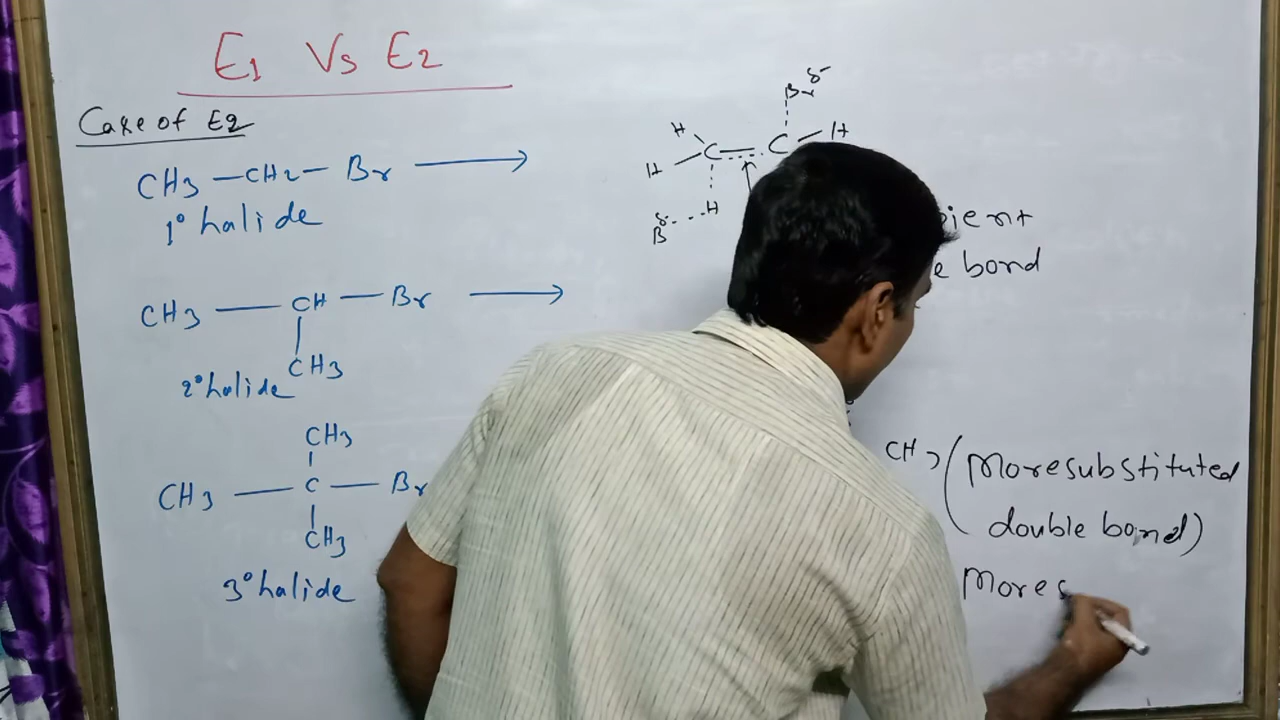 E1 Vs E2
Case of E2
CH3 — CH2 — Br ⟶
1° halide
CH3 — CH — Br ⟶
CH3
2° halide
CH3
CH3 — C — Br
CH3
3° halide
δ-
Br
H
H C C H
H
δ-
B
bond
CH3 (More substituted
double bond)
More s